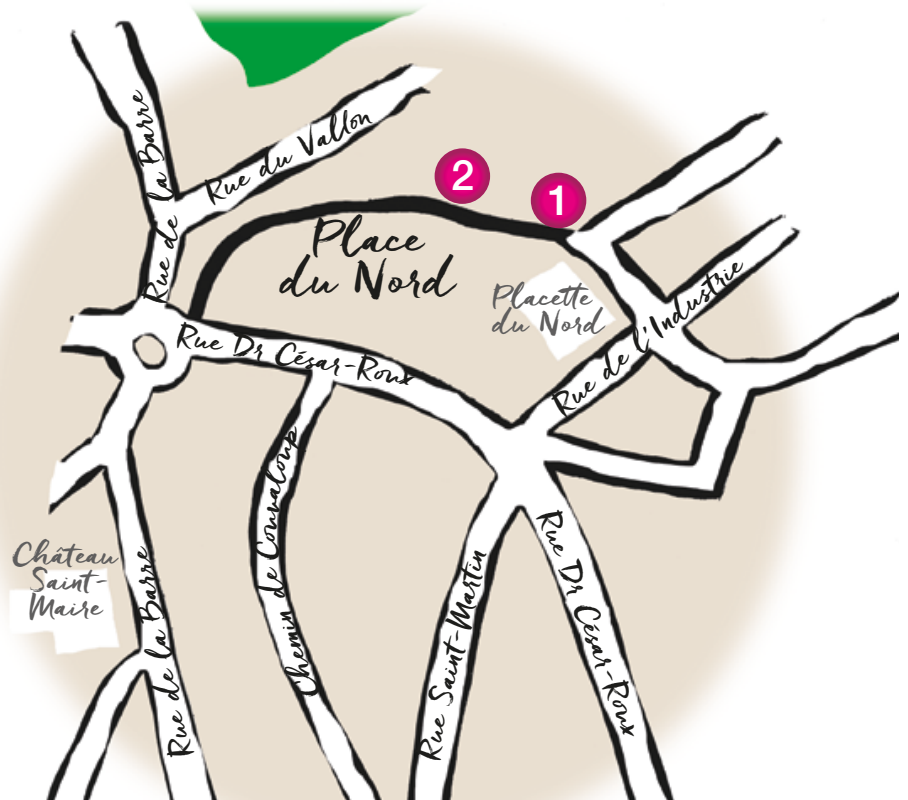 Rue de la Barre
Rue du Vallon
2
1
Place
du Nord
Placette
du Nord
Rue de l'Industrie
Rue Dr César-Roux
Chemin de Couvaloup
Château
Saint-
Maire
Rue de la Barre
Rue Saint-Martin
Rue Dr César-Roux